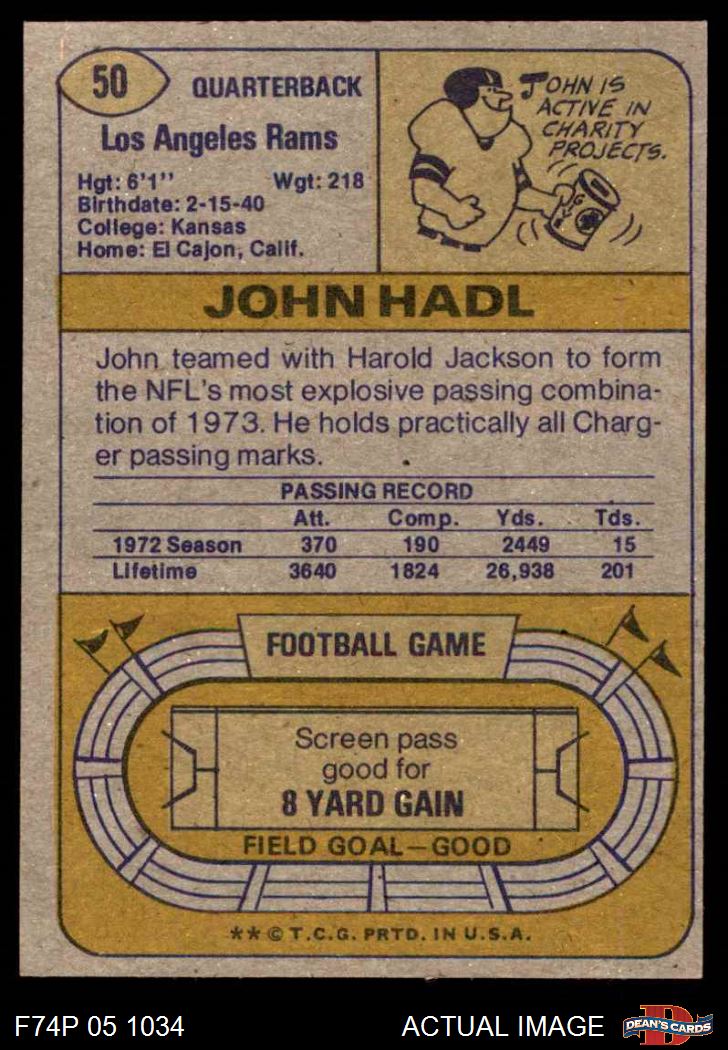 50
QUARTERBACK
Los Angeles Rams
Hgt: 6'1" Wgt: 218
Birthdate: 2-15-40
College: Kansas
Home: El Cajon, Calif.
JOHN IS
ACTIVE IN
CHARITY
PROJECTS.
JOHN HADL
John teamed with Harold Jackson to form
the NFL's most explosive passing combina-
tion of 1973. He holds practically all Charg-
er passing marks.
PASSING RECORD
Att. Comp. Yds. Tds.
1972 Season 370 190 2449 15
Lifetime 3640 1824 26,938 201
FOOTBALL GAME
Screen pass
good for
8 YARD GAIN
FIELD GOAL—GOOD
** © T.C.G. PRTD. IN U.S.A.
F74P 05 1034 ACTUAL IMAGE
D
DEAN'S CARDS